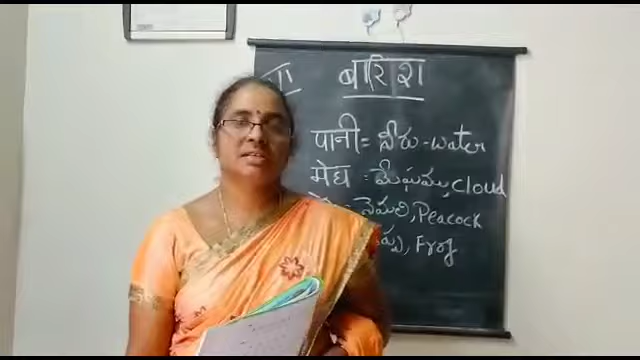 बारिश
पानी = నీరు - water
मेघ : మేఘము, cloud
నెమలి, Peacock
Frog